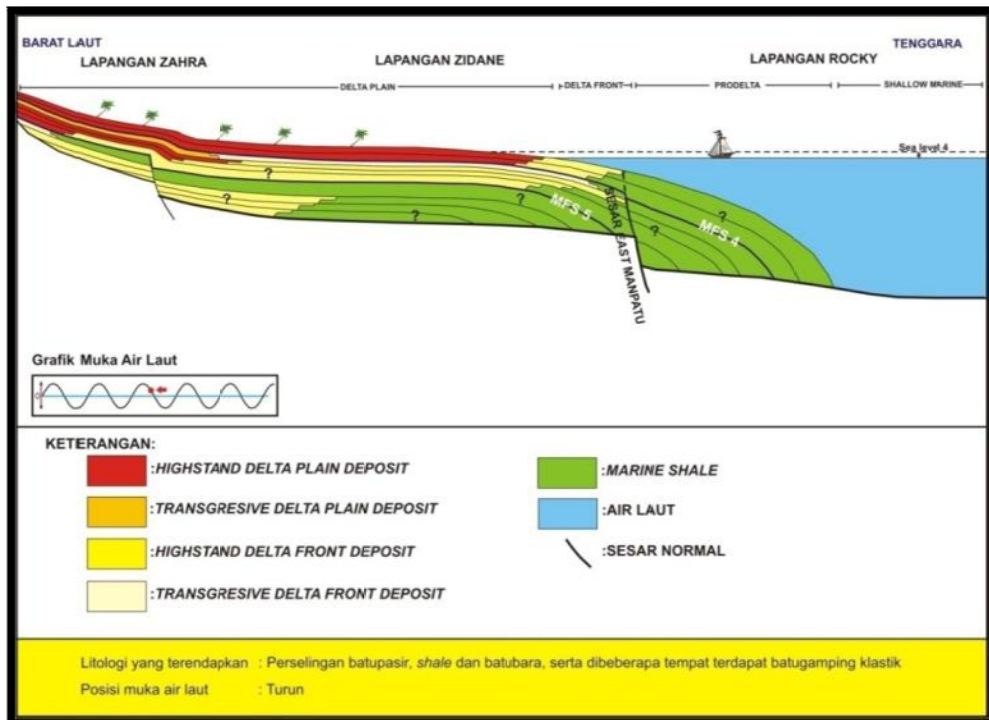 BARAT LAUT
TENGGARA
LAPANGAN ZAHRA
LAPANGAN ZIDANE
LAPANGAN ROCKY
DELTA PLAIN
DELTA FRONT
PRODELTA
SHALLOW MARINE
Sea level 4
?
?
?
?
?
?
?
MFS 5
MFS 4
SESAR EAST MANPATU
Grafik Muka Air Laut
0
KETERANGAN:
:HIGHSTAND DELTA PLAIN DEPOSIT
:TRANSGRESIVE DELTA PLAIN DEPOSIT
:HIGHSTAND DELTA FRONT DEPOSIT
:TRANSGRESIVE DELTA FRONT DEPOSIT
:MARINE SHALE
:AIR LAUT
:SESAR NORMAL
Litologi yang terendapkan : Perselingan batupasir, shale dan batubara, serta dibeberapa tempat terdapat batugamping klastik
Posisi muka air laut : Turun